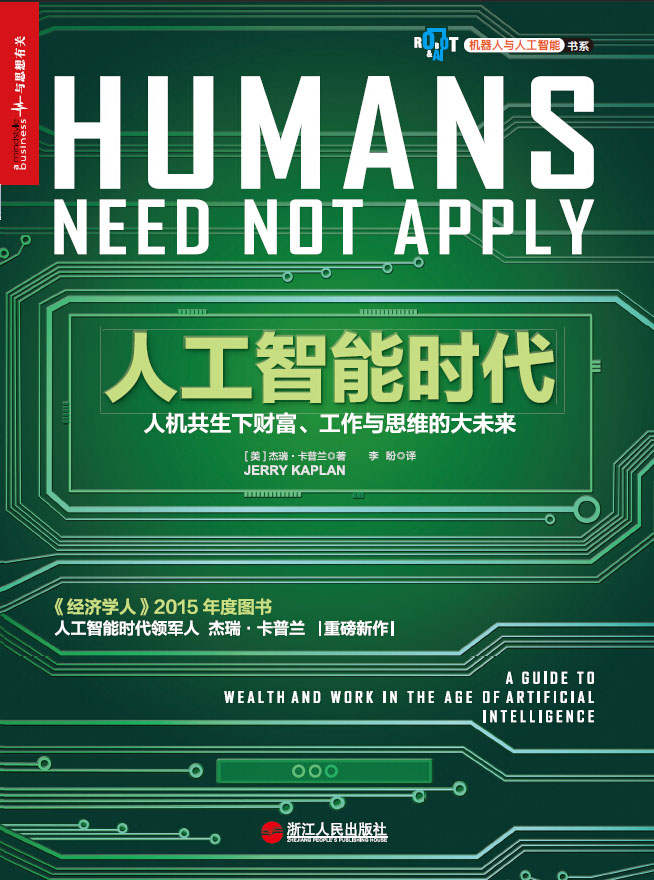 与思想有关
business
ROBOT
&AI
机器人与人工智能 书系
HUMANS
NEED NOT APPLY
人工智能时代
人机共生下财富、工作与思维的大未来
[美]杰瑞·卡普兰◎著 李 盼◎译
JERRY KAPLAN
《经济学人》2015 年度图书
人工智能时代领军人 杰瑞·卡普兰 |重磅新作|
A GUIDE TO
WEALTH AND WORK IN THE AGE OF ARTIFICIAL
INTELLIGENCE
浙江人民出版社
ZHEJIANG PEOPLE'S PUBLISHING HOUSE